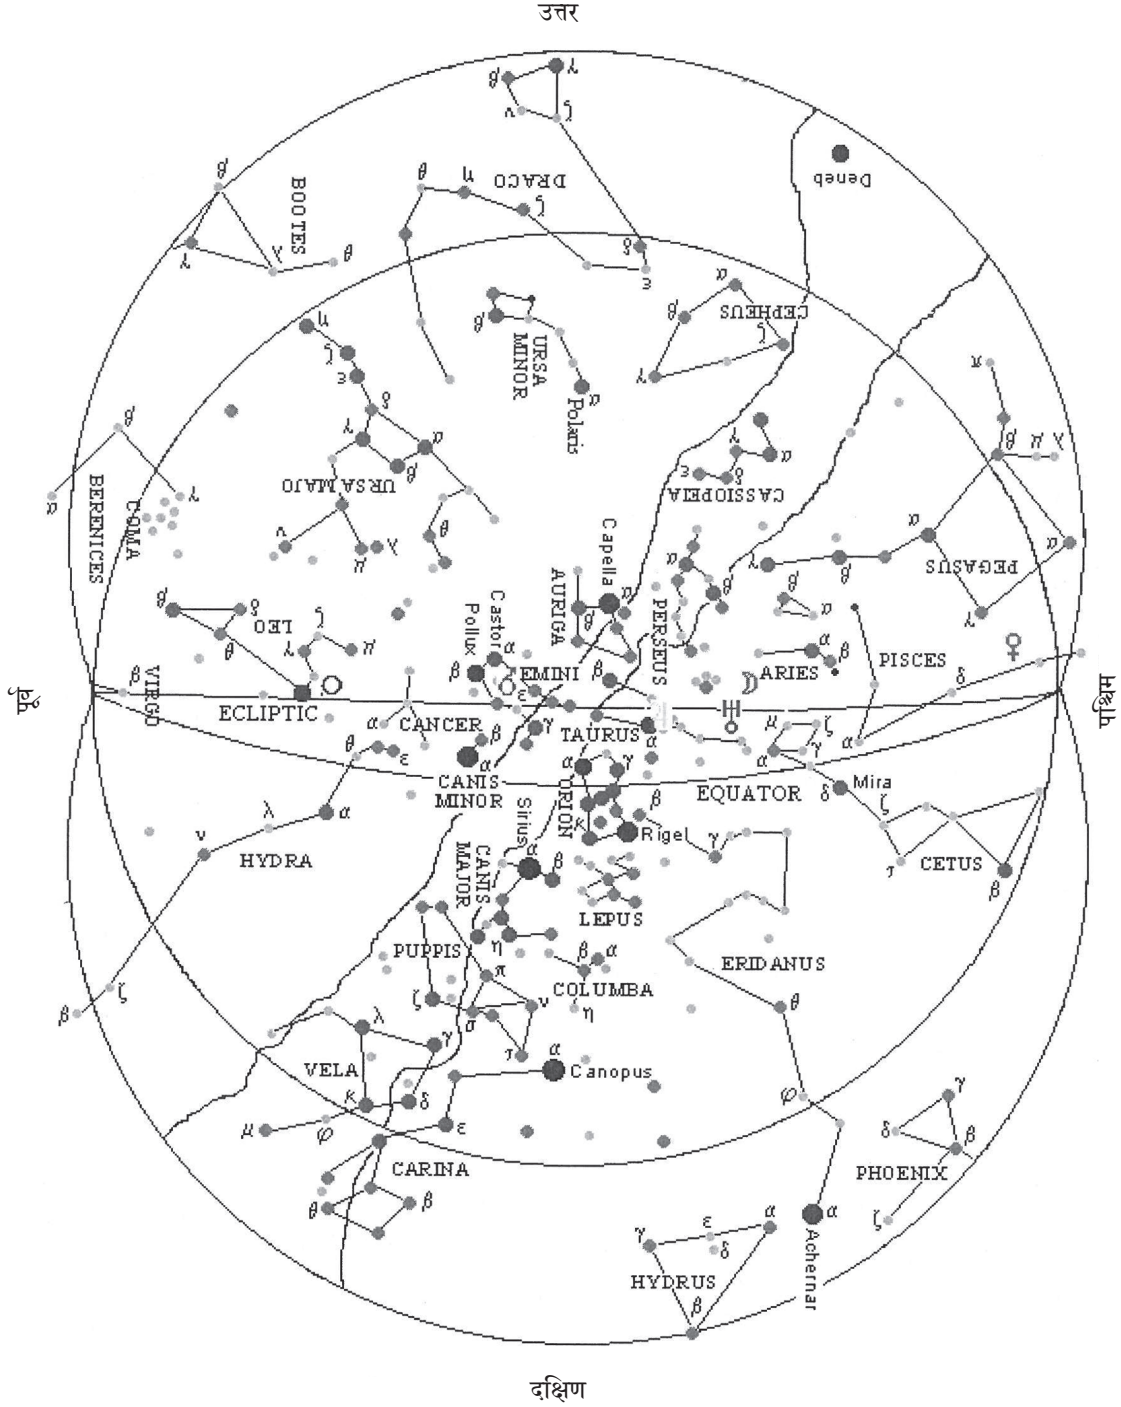 उत्तर
β γ
ν ζ
Deneb
θ η DRACO
ζ
β
BOOTES
γ λ θ
δ
ε
α
CEPHEUS
β
ζ
γ
η
ζ
ε
β URSA
MINOR
α
Polaris
π
β
δ
γ α
β
URSA MAJO
γ
α
ε δ
CASSIOPEIA
β μ λ
α
γ
COMA
BERENICES
ν μ λ
θ
Capella
α
AURIGA
β
PERSEUS
α
β
γ β
α
PEGASUS
α
γ
β δ
LEO
θ
ζ
γ μ
Castor
Pollux
α
β
EMINI
ε
β
β
α
ARIES
α
β
PISCES
δ
♀
पूर्व
पश्चिम
β
VIRGO
ECLIPTIC
CANCER
α
β
α
γ
TAURUS
α
μ ζ
α γ
α
θ ε
CANIS
MINOR
ORION
α γ
κ
β
Rigel
EQUATOR
δ Mira
ζ
τ
CETUS
β
ν λ α
HYDRA
Sirius
α
β
CANIS
MAJOR
η
LEPUS
γ
ERIDANUS
PUPPIS
π
ζ
σ
ν
τ
β α
COLUMBA
η
θ
β ζ
λ
γ
VELA
κ δ
μ φ
α
Canopus
ε
φ
γ
δ
β
PHOENIX
ζ
CARINA
θ β
γ ε α
δ
HYDRUS
β
α
Achernar
दक्षिण